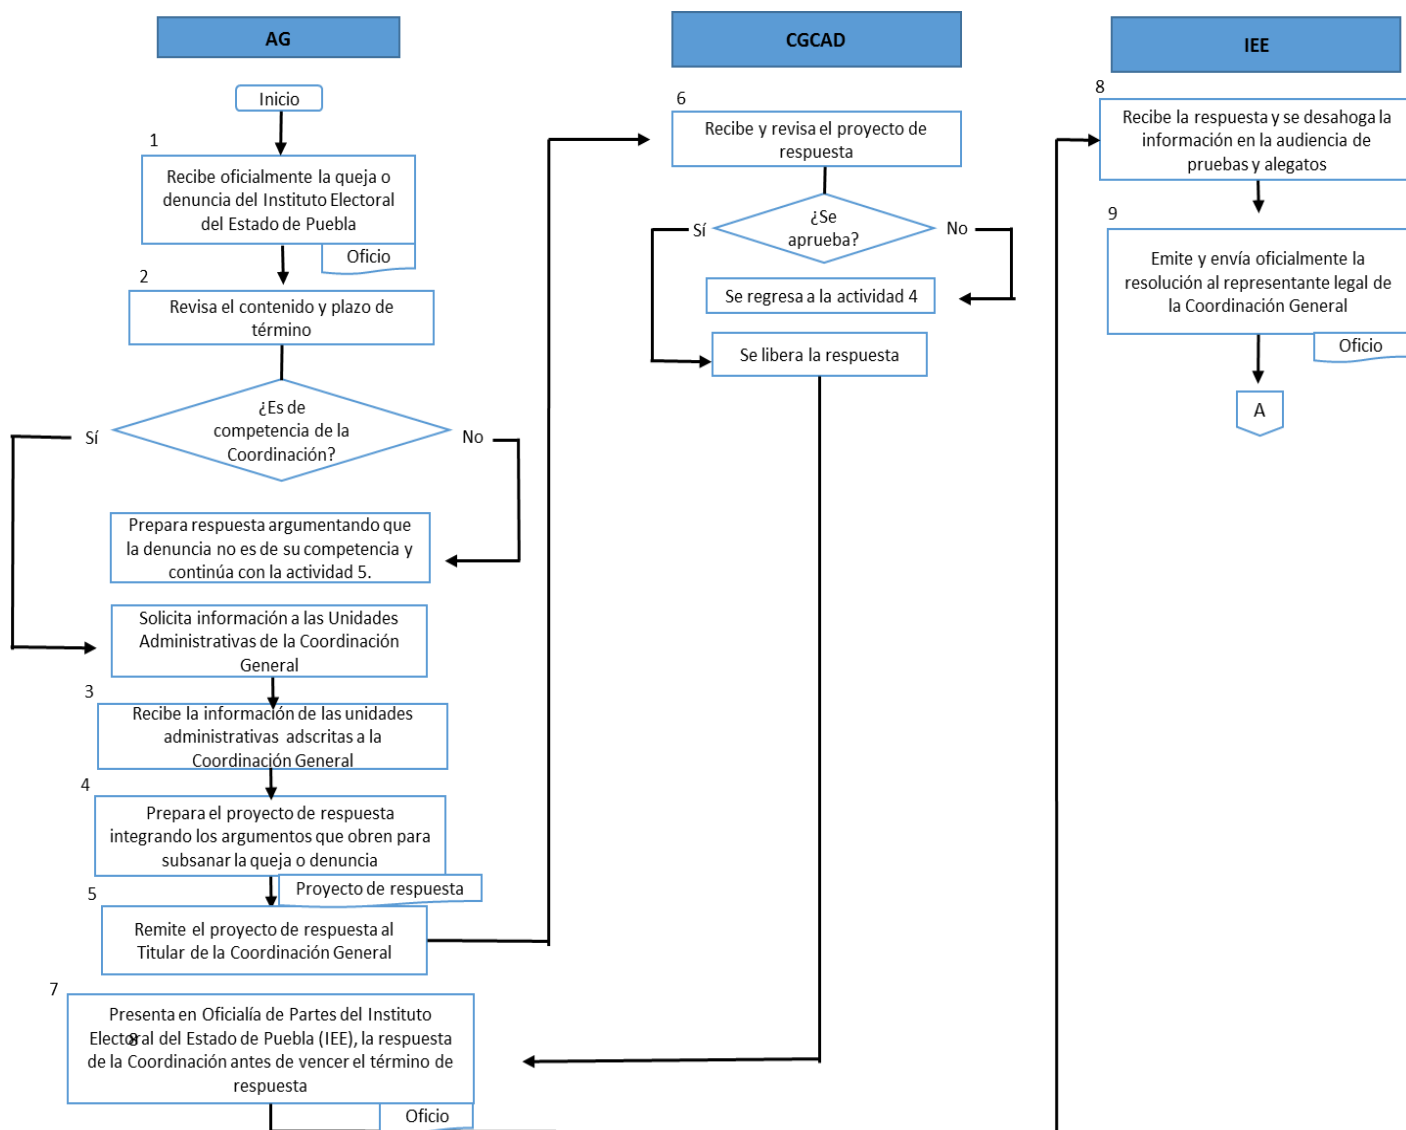 AG
Inicio
1
Recibe oficialmente la queja o
denuncia del Instituto Electoral
del Estado de Puebla
Oficio
2
Revisa el contenido y plazo de
término
¿Es de
competencia de la
Coordinación?
Sí
No
Prepara respuesta argumentando que
la denuncia no es de su competencia y
continúa con la actividad 5.
Solicita información a las Unidades
Administrativas de la Coordinación
General
3
Recibe la información de las unidades
administrativas adscritas a la
Coordinación General
4
Prepara el proyecto de respuesta
integrando los argumentos que obren para
subsanar la queja o denuncia
Proyecto de respuesta
5
Remite el proyecto de respuesta al
Titular de la Coordinación General
7
Presenta en Oficialía de Partes del Instituto
Electoral del Estado de Puebla (IEE), la respuesta
8
de la Coordinación antes de vencer el término de
respuesta
Oficio
CGCAD
6
Recibe y revisa el proyecto de
respuesta
¿Se
aprueba?
Sí
No
Se regresa a la actividad 4
Se libera la respuesta
IEE
8
Recibe la respuesta y se desahoga la
información en la audiencia de
pruebas y alegatos
9
Emite y envía oficialmente la
resolución al representante legal de
la Coordinación General
Oficio
A